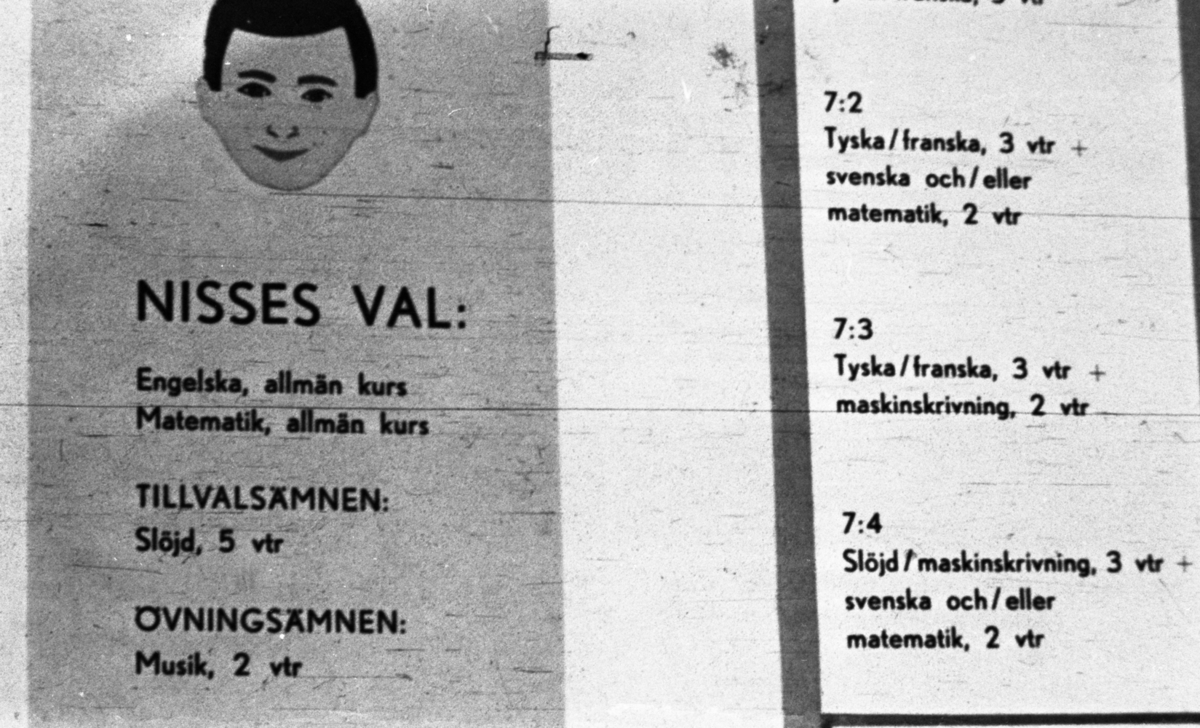 NISSES VAL:
Engelska, allmän kurs
Matematik, allmän kurs
TILLVALSÄMNEN:
Slöjd, 5 vtr
ÖVNINGSÄMNEN:
Musik, 2 vtr
7:2
Tyska/franska, 3 vtr +
svenska och/eller
matematik, 2 vtr
7:3
Tyska/franska, 3 vtr +
maskinskrivning, 2 vtr
7:4
Slöjd/maskinskrivning, 3 vtr +
svenska och/eller
matematik, 2 vtr